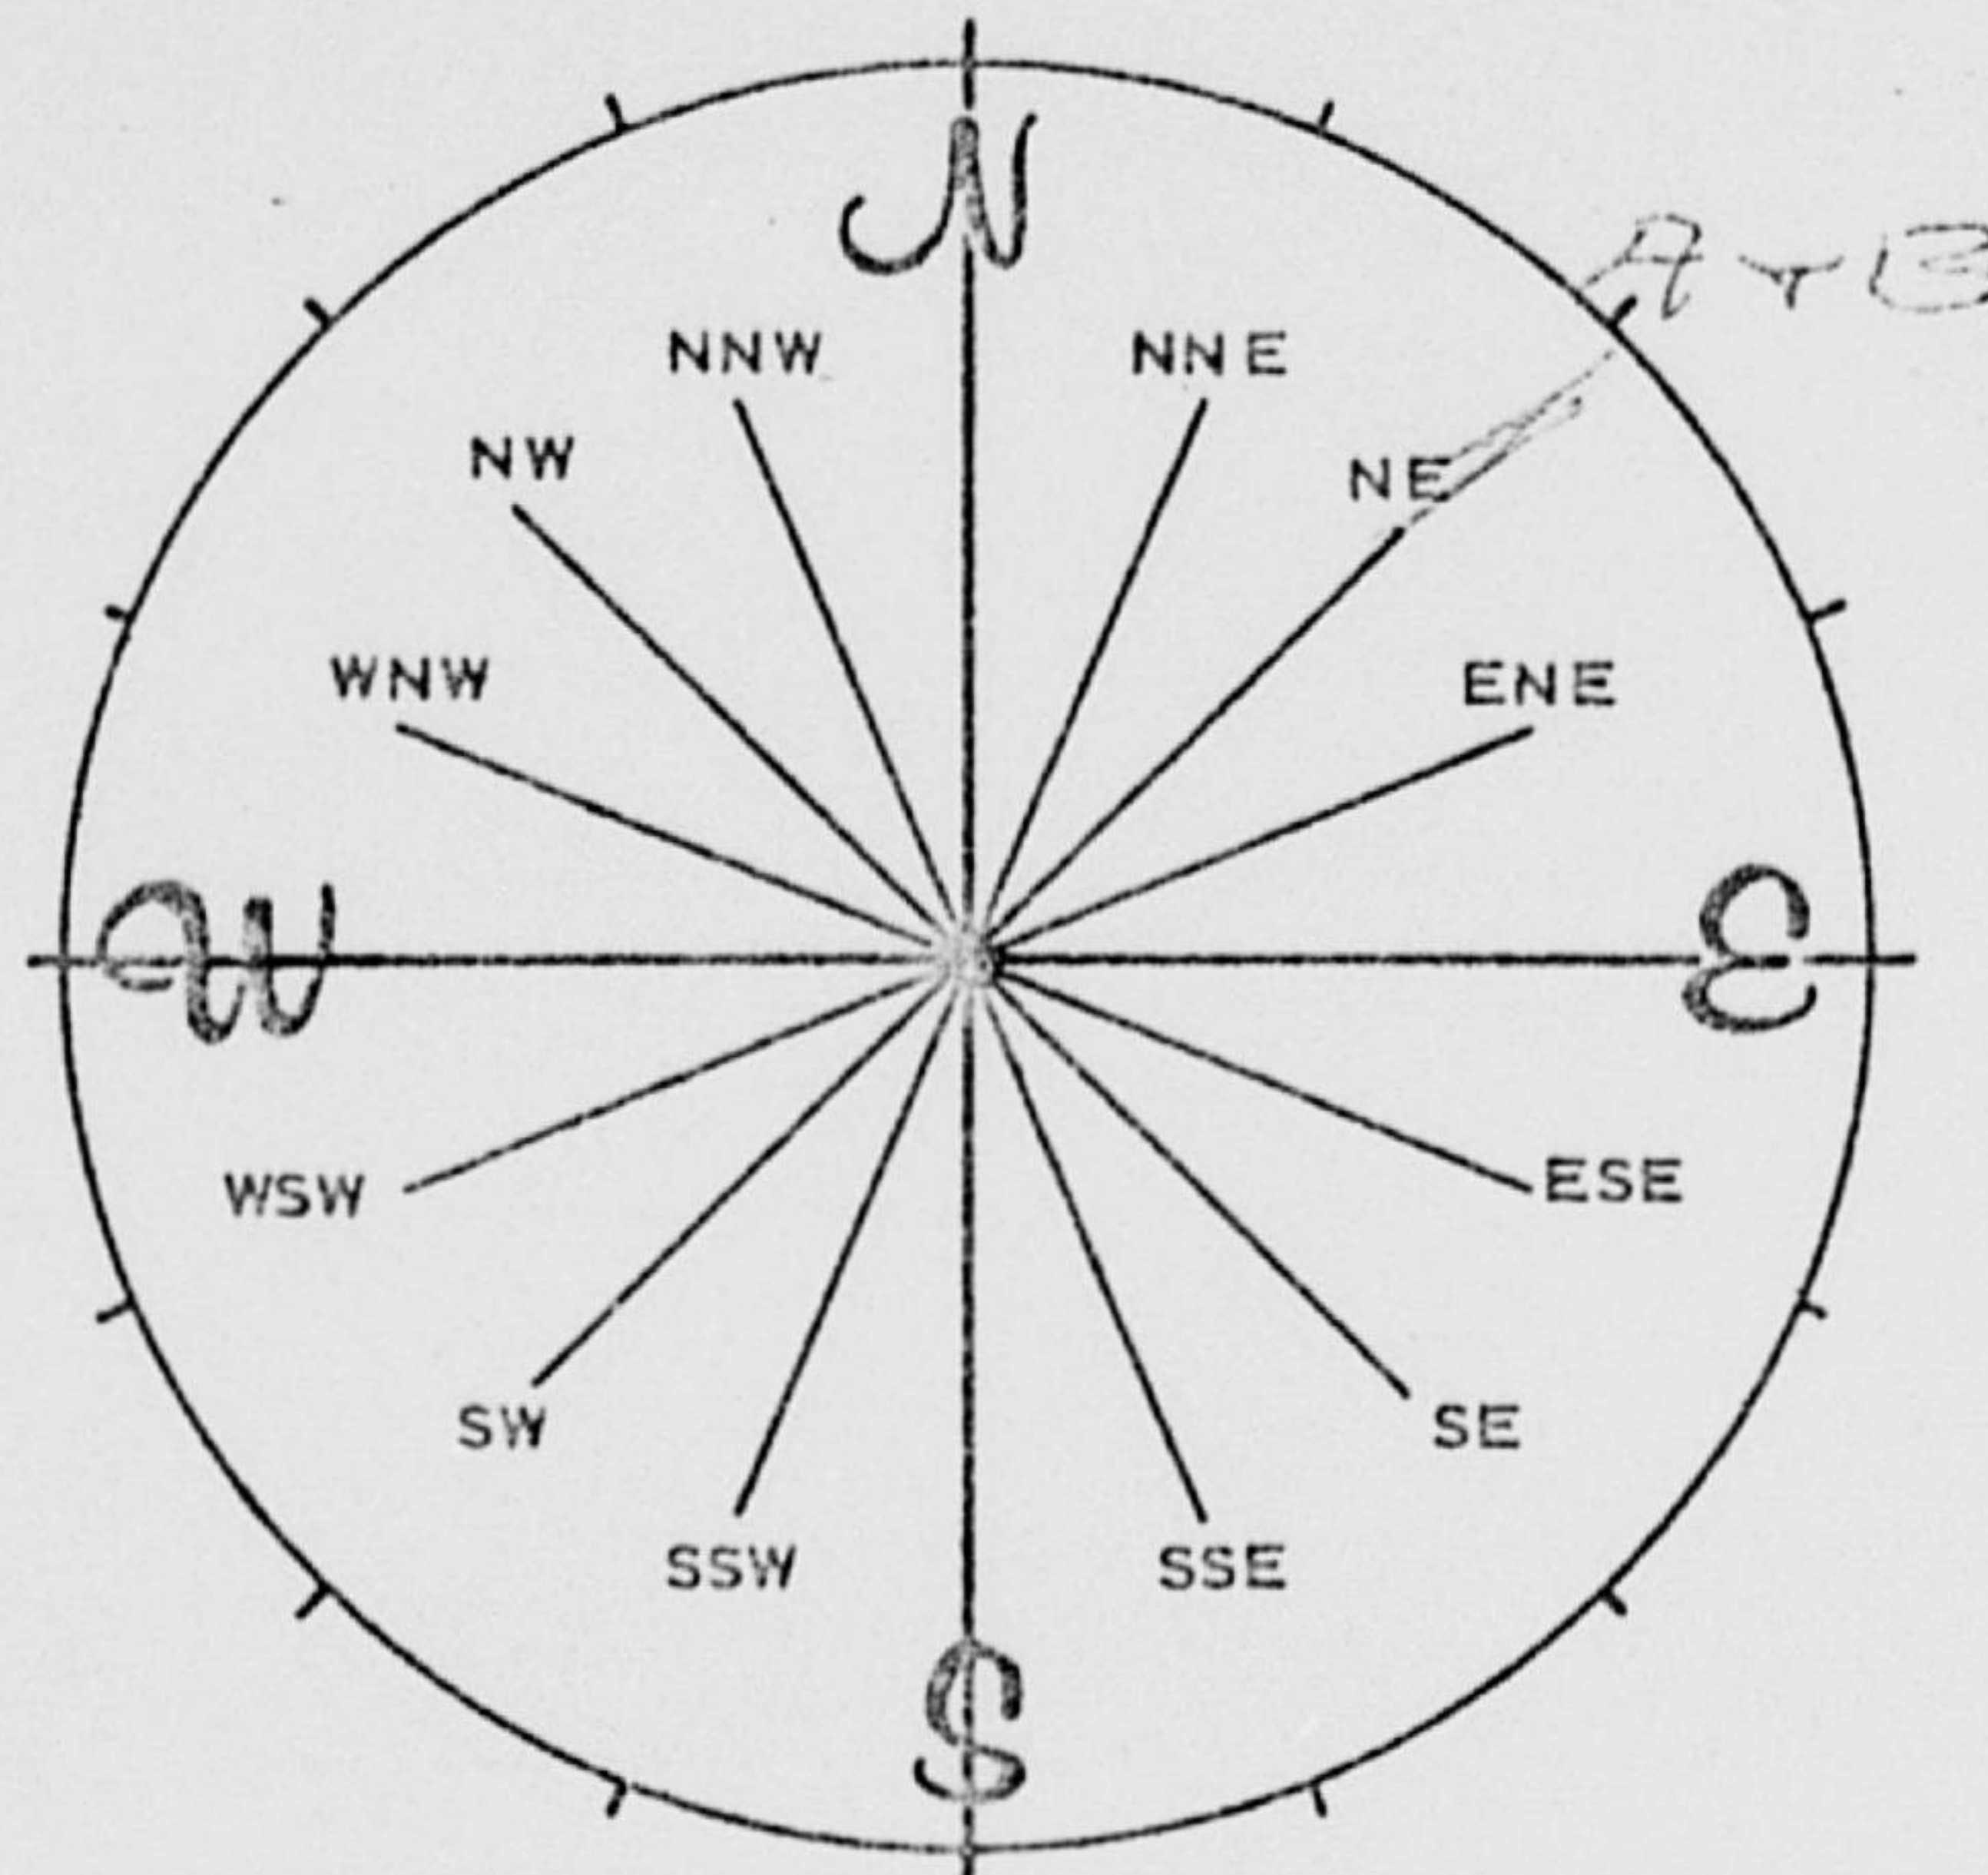 N
A + B
NNW NNE
NW NE
WNW ENE
W E
WSW ESE
SW SE
SSW SSE
S